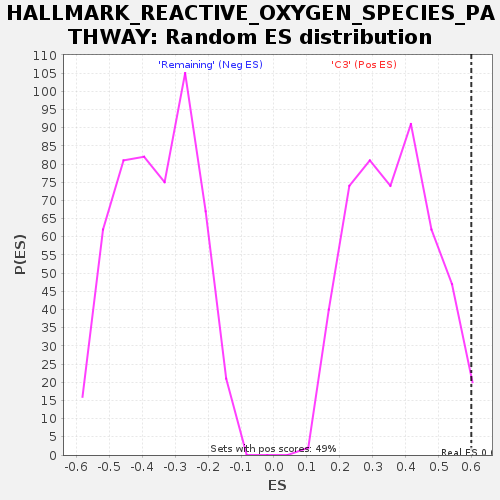 HALLMARK_REACTIVE_OXYGEN_SPECIES_PA
THWAY: Random ES distribution
'Remaining' (Neg ES) 'C3' (Pos ES)
110
105
100
95
90
85
80
75
70
65
60
55
50
45
40
35
30
25
20
15
10
5
0
P(ES)
Sets with pos scores: 49%
Real ES 0.
-0.6 -0.5 -0.4 -0.3 -0.2 -0.1 0.0 0.1 0.2 0.3 0.4 0.5 0.6
ES